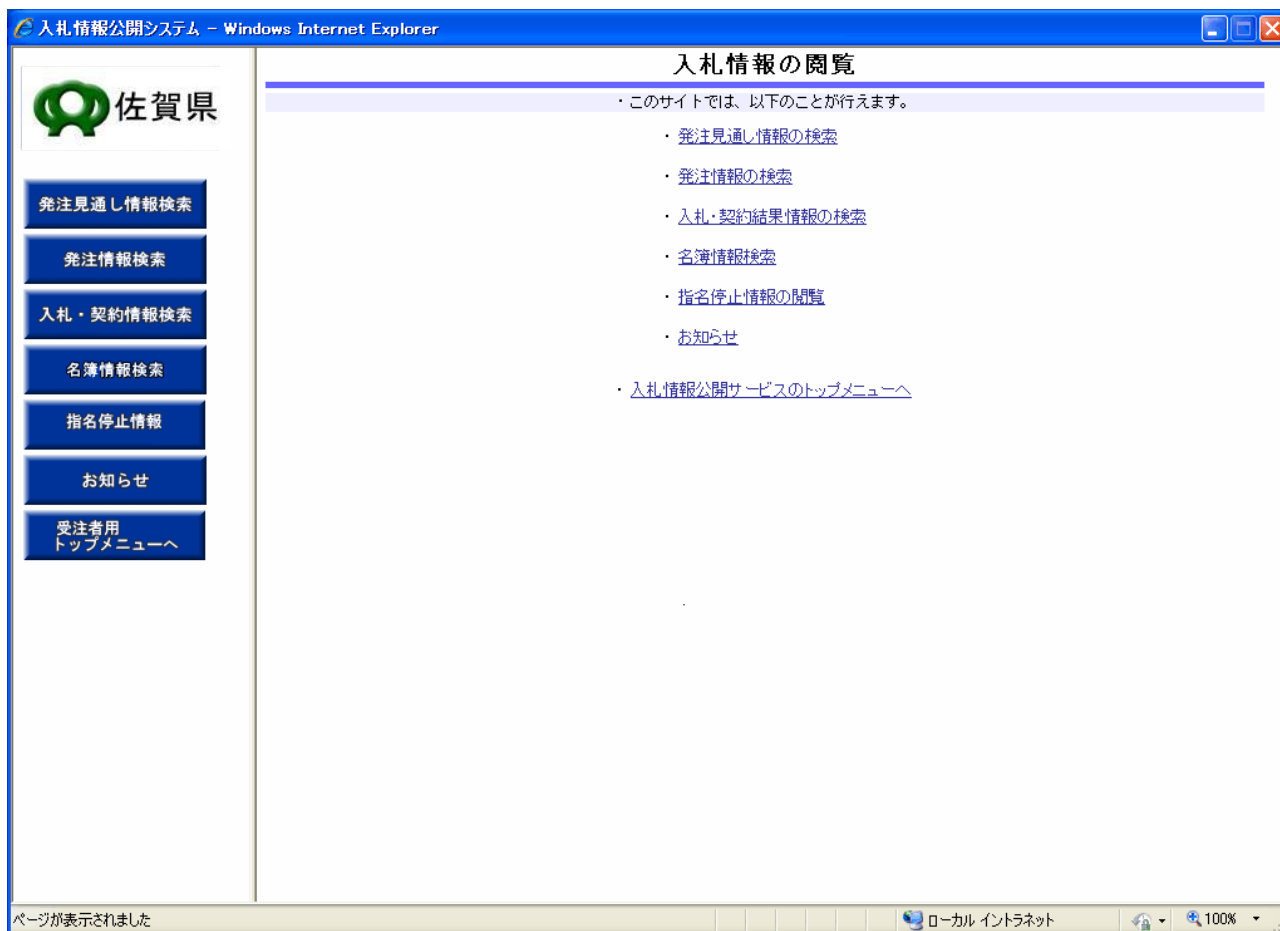 入札情報公開システム - Windows Internet Explorer
佐賀県
発注見通し情報検索
発注情報検索
入札・契約情報検索
名簿情報検索
指名停止情報
お知らせ
受注者用
トップメニューへ
入札情報の閲覧
・このサイトでは、以下のことが行えます。
・発注見通し情報の検索
・発注情報の検索
・入札・契約結果情報の検索
・名簿情報検索
・指名停止情報の閲覧
・お知らせ
・入札情報公開サービスのトップメニューへ
ページが表示されました
ローカル イントラネット
100%